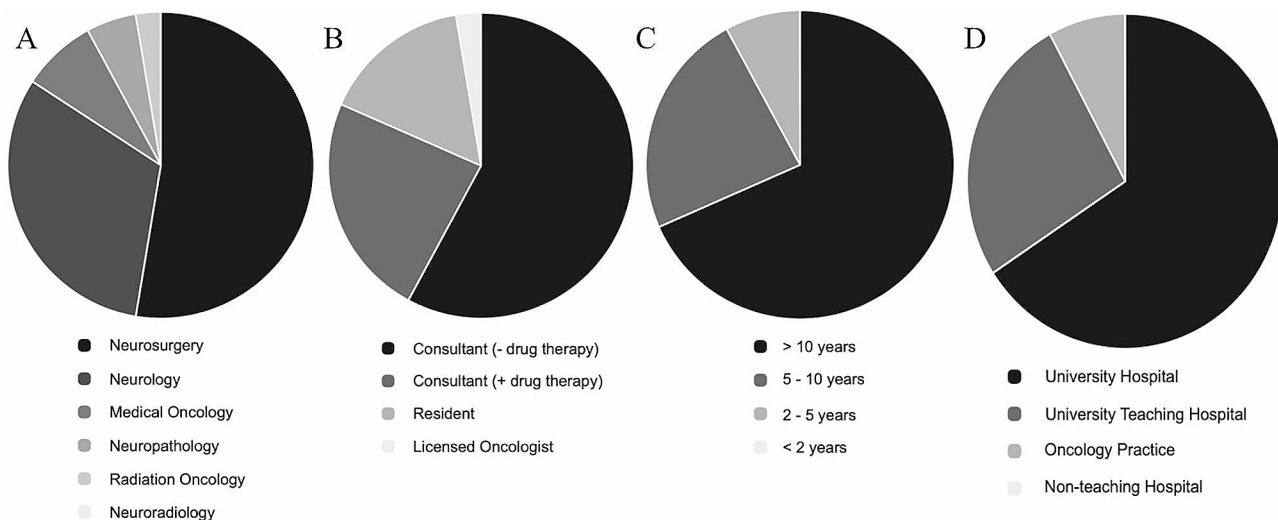 A
B
C
D
Neurosurgery
Neurology
Medical Oncology
Neuropathology
Radiation Oncology
Neuroradiology
Consultant (- drug therapy)
Consultant (+ drug therapy)
Resident
Licensed Oncologist
> 10 years
5 - 10 years
2 - 5 years
< 2 years
University Hospital
University Teaching Hospital
Oncology Practice
Non-teaching Hospital